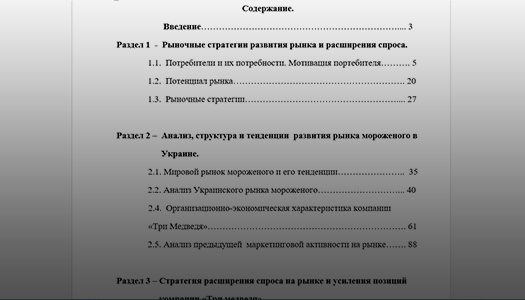 Содержание.
Введение………………………………………………………... 3
Раздел 1 - Рыночные стратегии развития рынка и расширения спроса.
1.1. Потребители и их потребности. Мотивация портебителя………. 5
1.2. Потенциал рынка………………………………………………... 20
1.3. Рыночные стратегии……………………………………………... 27
Раздел 2 – Анализ, структура и тенденции развития рынка мороженого в
Украине.
2.1. Мировой рынок мороженого и его тенденции…………………. 35
2.2. Анализ Украинского рынка мороженого……………………... 40
2.4. Организационно-экономическая характеристика компании
«Три Медведя»………………………………………………………... 61
2.5. Анализ предыдущей маркетинговой активности на рынке……. 88
Раздел 3 – Стратегия расширения спроса на рынке и усиления позиций
компании «Три медведя»